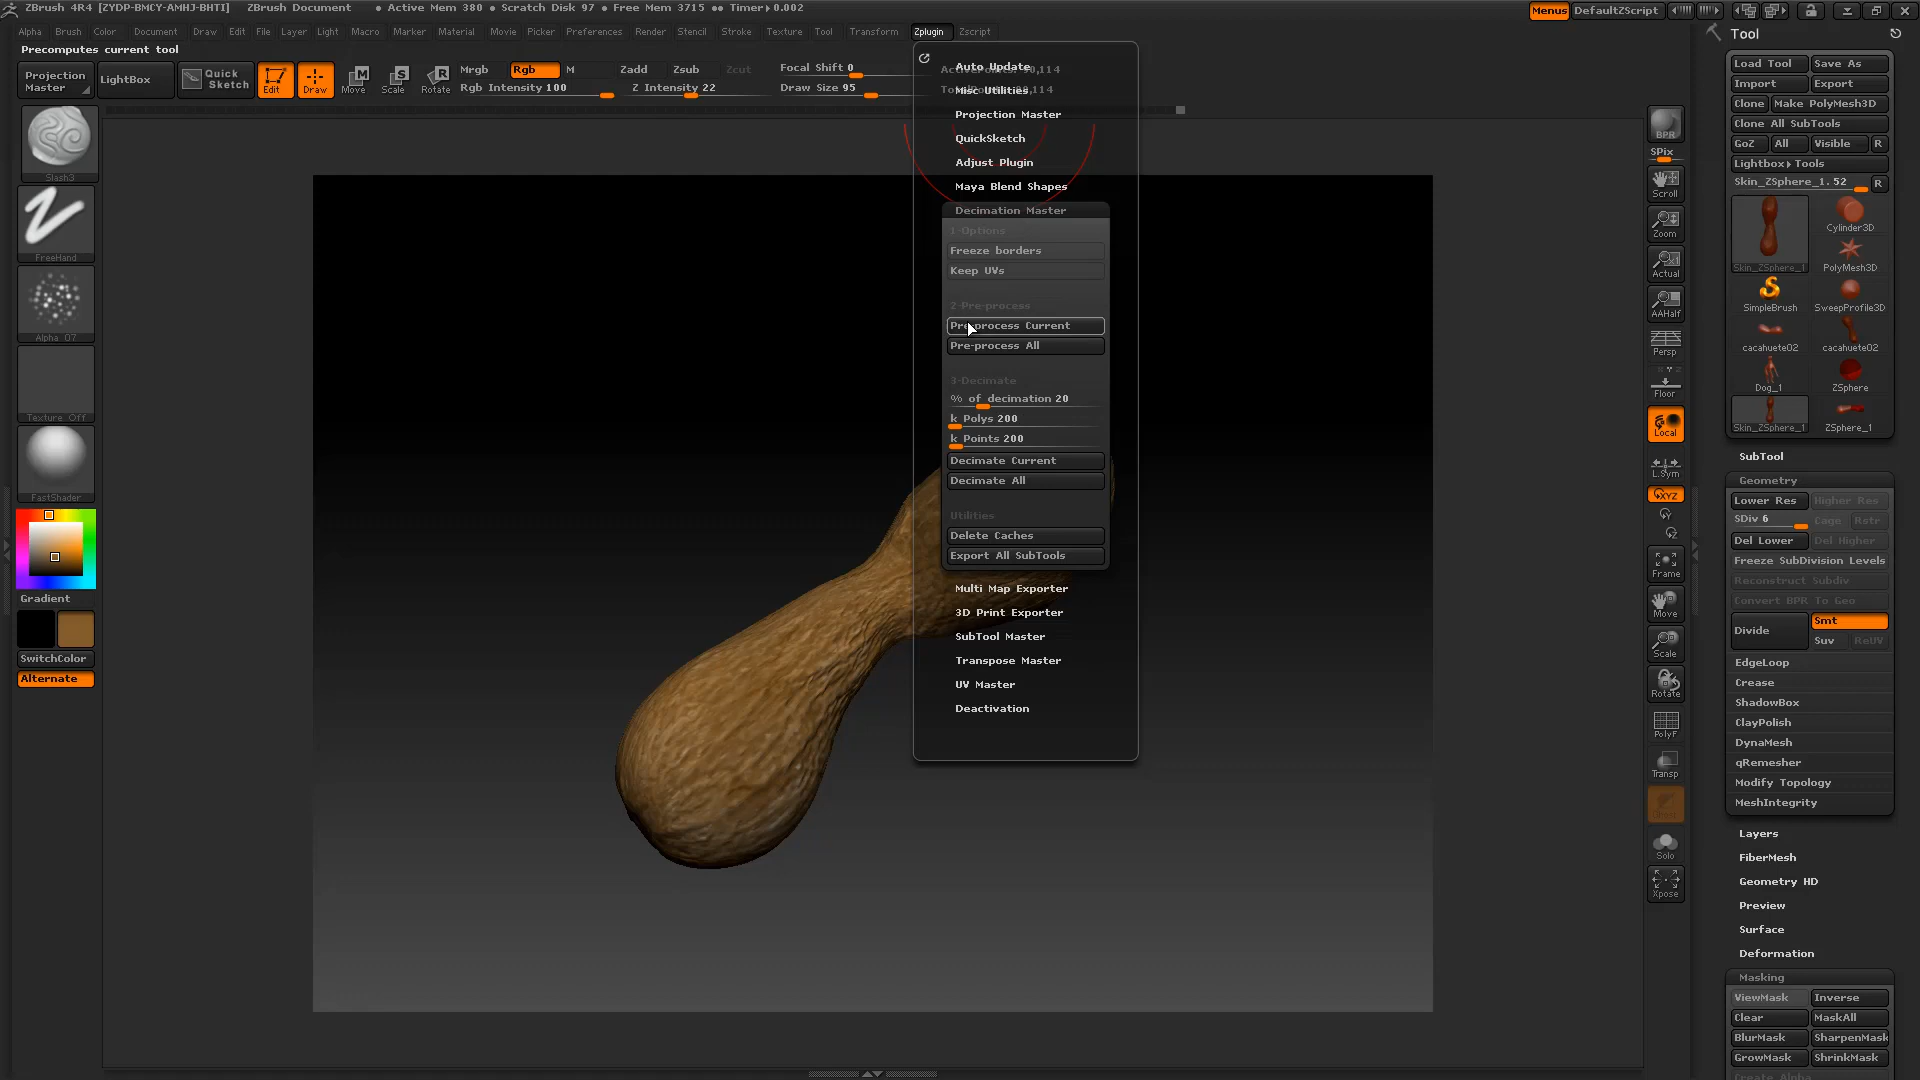 ZBrush 4R4 [ZYDP-BMCY-AMHJ-BHTI] ZBrush Document • Active Mem 380 • Scratch Disk 97 • Free Mem 3715 • Timer▸0.002 Menus DefaultZScript
Alpha Brush Color Document Draw Edit File Layer Light Macro Marker Material Movie Picker Preferences Render Stencil Stroke Texture Tool Transform Zplugin Zscript
Precomputes current tool
Projection Master
LightBox
Quick Sketch
Edit
Draw
Move
Scale
Rotate
Mrgb Rgb M
Rgb Intensity 100
Zadd Zsub Zcut
Z Intensity 22
Focal Shift 0
Draw Size 95
Slash3
FreeHand
Alpha 07
Texture Off
FastShader
Gradient
SwitchColor
Alternate
Auto Update
Misc Utilities
Projection Master
QuickSketch
Adjust Plugin
Maya Blend Shapes
Decimation Master
1-Options
Freeze borders
Keep UVs
2-Pre-process
Pre-process Current
Pre-process All
3-Decimate
% of decimation 20
k Polys 200
k Points 200
Decimate Current
Decimate All
Utilities
Delete Caches
Export All SubTools
Multi Map Exporter
3D Print Exporter
SubTool Master
Transpose Master
UV Master
Deactivation
BPR
SPix
Scroll
Zoom
Actual
AAHalf
Persp
Floor
Local
L.Sym
XYZ
Frame
Move
Scale
Rotate
PolyF
Transp
Solo
Xpose
Tool
Load Tool Save As
Import Export
Clone Make PolyMesh3D
Clone All SubTools
GoZ All Visible R
Lightbox▸Tools
Skin_ZSphere_1. 52 R
Skin_ZSphere_1
Cylinder3D
PolyMesh3D
SimpleBrush SweepProfile3D
cacahuete02 cacahuete02
Dog_1 ZSphere
Skin_ZSphere_1 ZSphere_1
SubTool
Geometry
Lower Res Higher Res
SDiv 6 Cage Rstr
Del Lower Del Higher
Freeze SubDivision Levels
Reconstruct Subdiv
Convert BPR To Geo
Divide Smt
Suv ReUV
EdgeLoop
Crease
ShadowBox
ClayPolish
DynaMesh
qRemesher
Modify Topology
MeshIntegrity
Layers
FiberMesh
Geometry HD
Preview
Surface
Deformation
Masking
ViewMask Inverse
Clear MaskAll
BlurMask SharpenMask
GrowMask ShrinkMask
Create Alpha